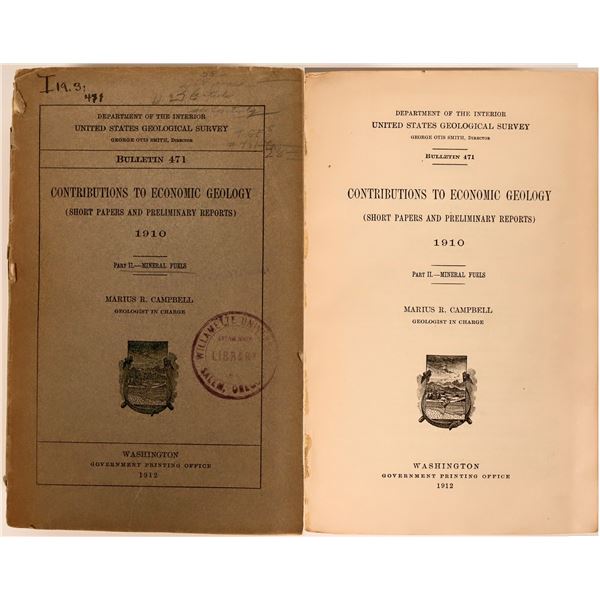 I 19.3:
471
DEPARTMENT OF THE INTERIOR
UNITED STATES GEOLOGICAL SURVEY
GEORGE OTIS SMITH, DIRECTOR
BULLETIN 471
CONTRIBUTIONS TO ECONOMIC GEOLOGY
(SHORT PAPERS AND PRELIMINARY REPORTS)
1910
PART II.—MINERAL FUELS
MARIUS R. CAMPBELL
GEOLOGIST IN CHARGE
WILLAMETTE
LIBRARY
SALEM,
WASHINGTON
GOVERNMENT PRINTING OFFICE
1912
DEPARTMENT OF THE INTERIOR
UNITED STATES GEOLOGICAL SURVEY
GEORGE OTIS SMITH, DIRECTOR
BULLETIN 471
CONTRIBUTIONS TO ECONOMIC GEOLOGY
(SHORT PAPERS AND PRELIMINARY REPORTS)
1910
PART II.—MINERAL FUELS
MARIUS R. CAMPBELL
GEOLOGIST IN CHARGE
WASHINGTON
GOVERNMENT PRINTING OFFICE
1912